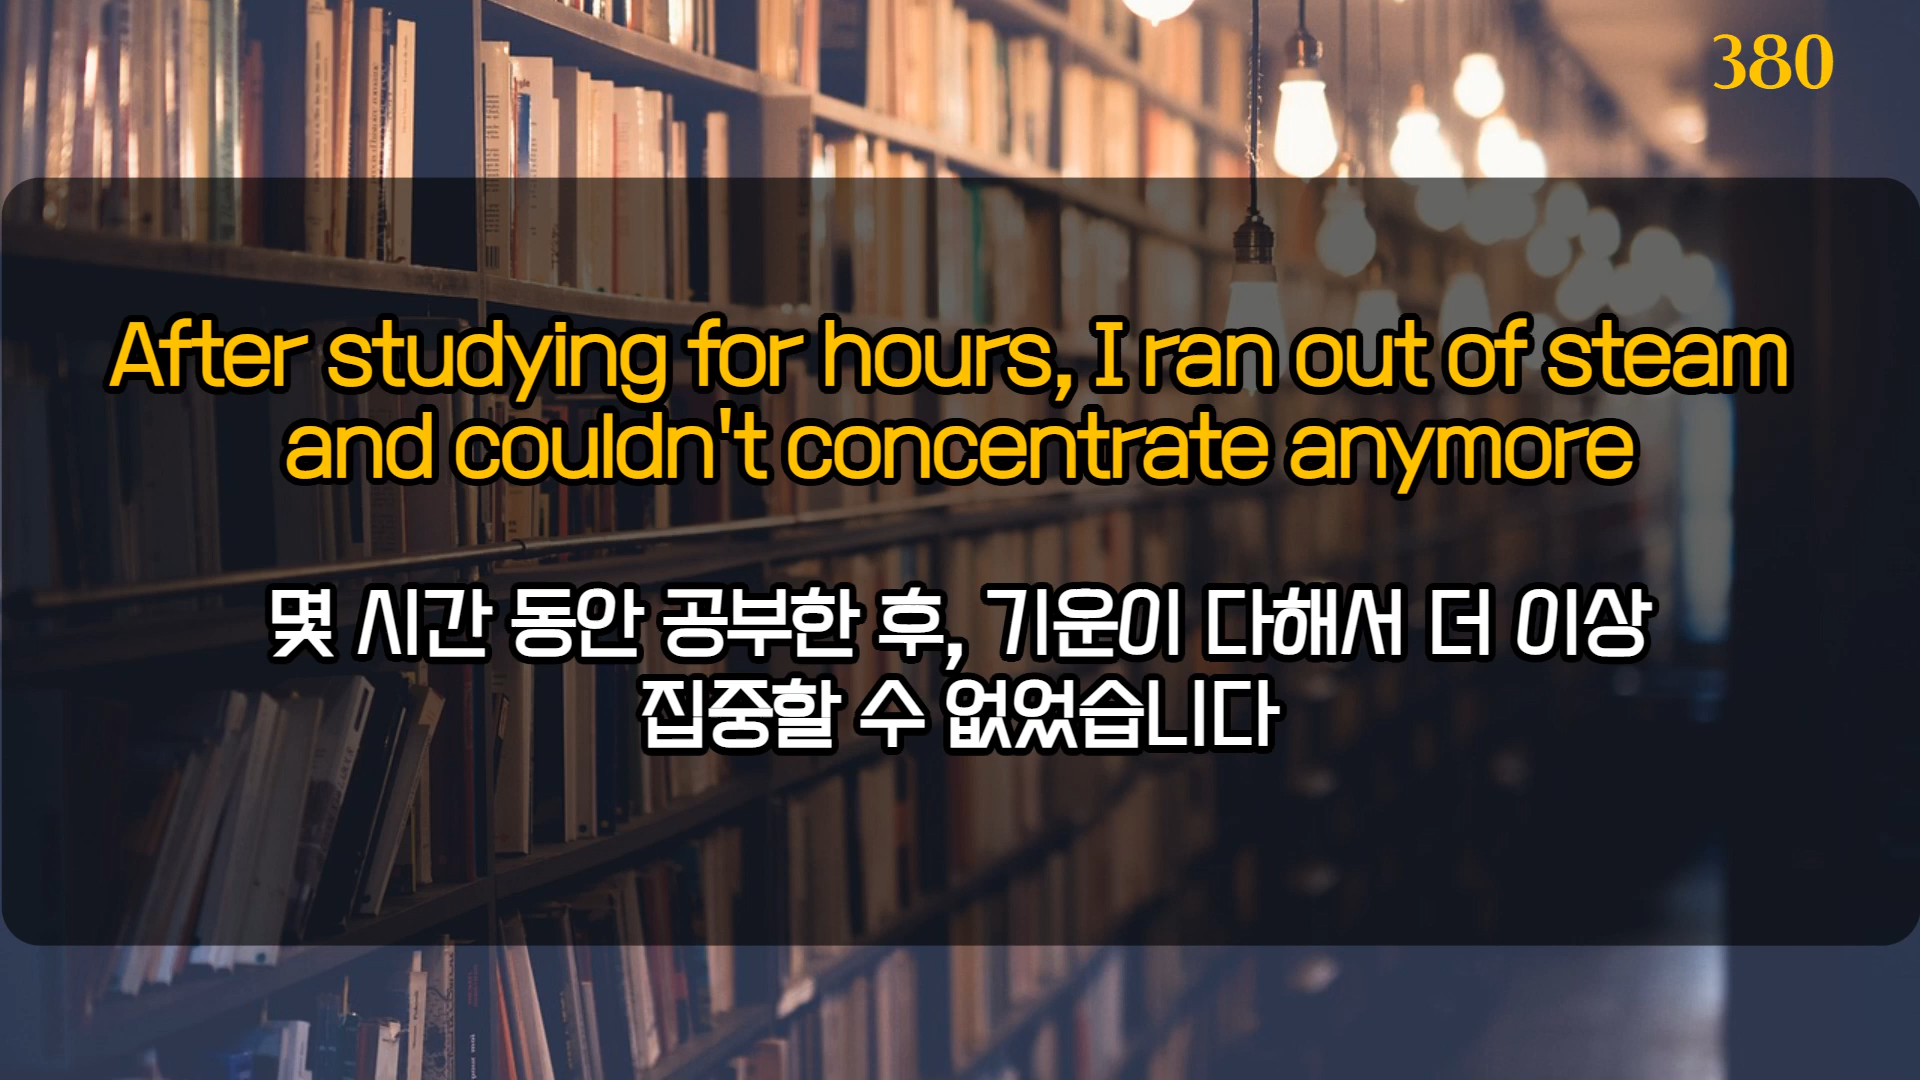 380
After studying for hours, I ran out of steam
and couldn't concentrate anymore
몇 시간 동안 공부한 후, 기운이 다해서 더 이상
집중할 수 없었습니다